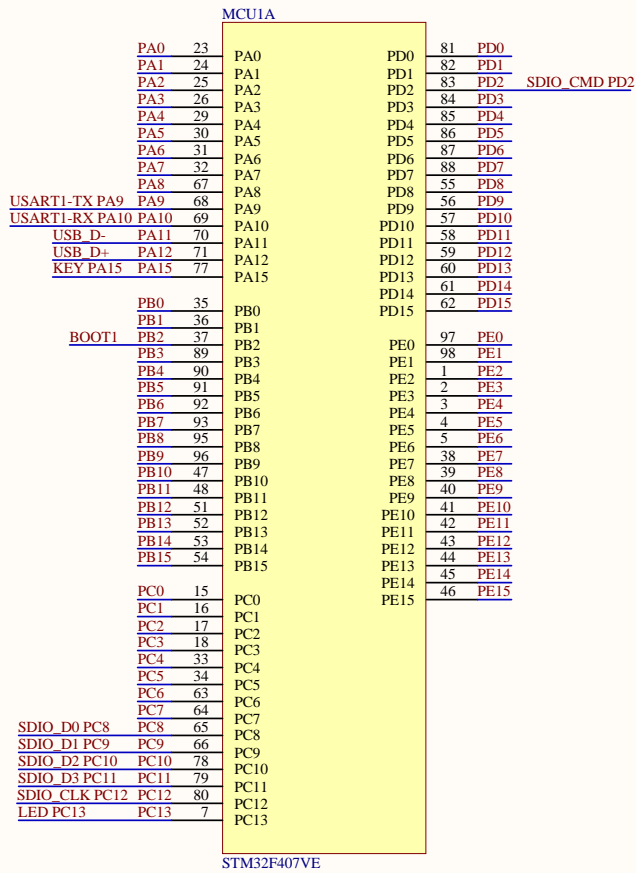 MCU1A
PA0 23 PA0 PD0 81 PD0
PA1 24 PA1 PD1 82 PD1
PA2 25 PA2 PD2 83 PD2 SDIO_CMD PD2
PA3 26 PA3 PD3 84 PD3
PA4 29 PA4 PD4 85 PD4
PA5 30 PA5 PD5 86 PD5
PA6 31 PA6 PD6 87 PD6
PA7 32 PA7 PD7 88 PD7
PA8 67 PA8 PD8 55 PD8
USART1-TX PA9 PA9 68 PA9 PD9 56 PD9
USART1-RX PA10 PA10 69 PA10 PD10 57 PD10
USB_D- PA11 70 PA11 PD11 58 PD11
USB_D+ PA12 71 PA12 PD12 59 PD12
KEY PA15 PA15 77 PA15 PD13 60 PD13
PD14 61 PD14
PB0 35 PB0 PD15 62 PD15
PB1 36 PB1
BOOT1 PB2 37 PB2 PE0 97 PE0
PB3 89 PB3 PE1 98 PE1
PB4 90 PB4 PE2 1 PE2
PB5 91 PB5 PE3 2 PE3
PB6 92 PB6 PE4 3 PE4
PB7 93 PB7 PE5 4 PE5
PB8 95 PB8 PE6 5 PE6
PB9 96 PB9 PE7 38 PE7
PB10 47 PB10 PE8 39 PE8
PB11 48 PB11 PE9 40 PE9
PB12 51 PB12 PE10 41 PE10
PB13 52 PB13 PE11 42 PE11
PB14 53 PB14 PE12 43 PE12
PB15 54 PB15 PE13 44 PE13
PE14 45 PE14
PC0 15 PC0 PE15 46 PE15
PC1 16 PC1
PC2 17 PC2
PC3 18 PC3
PC4 33 PC4
PC5 34 PC5
PC6 63 PC6
PC7 64 PC7
SDIO_D0 PC8 PC8 65 PC8
SDIO_D1 PC9 PC9 66 PC9
SDIO_D2 PC10 PC10 78 PC10
SDIO_D3 PC11 PC11 79 PC11
SDIO_CLK PC12 PC12 80 PC12
LED PC13 PC13 7 PC13
STM32F407VE